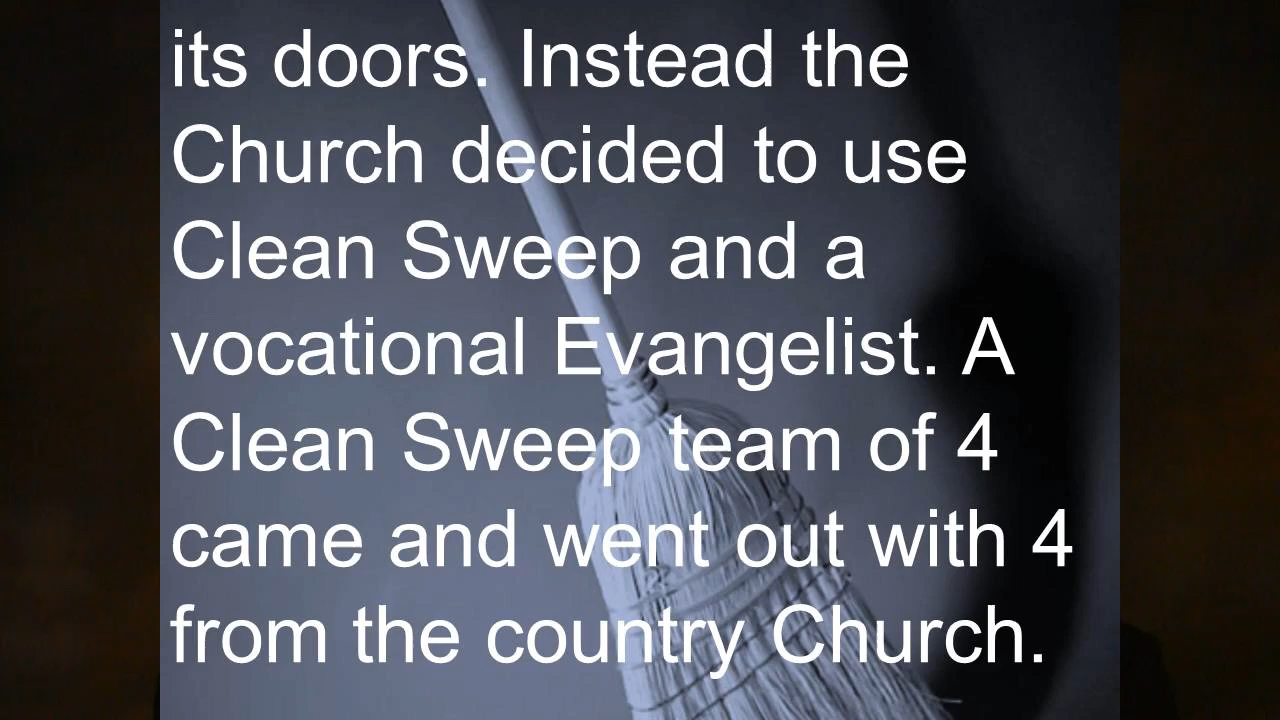 its doors. Instead the
Church decided to use
Clean Sweep and a
vocational Evangelist. A
Clean Sweep team of 4
came and went out with 4
from the country Church.